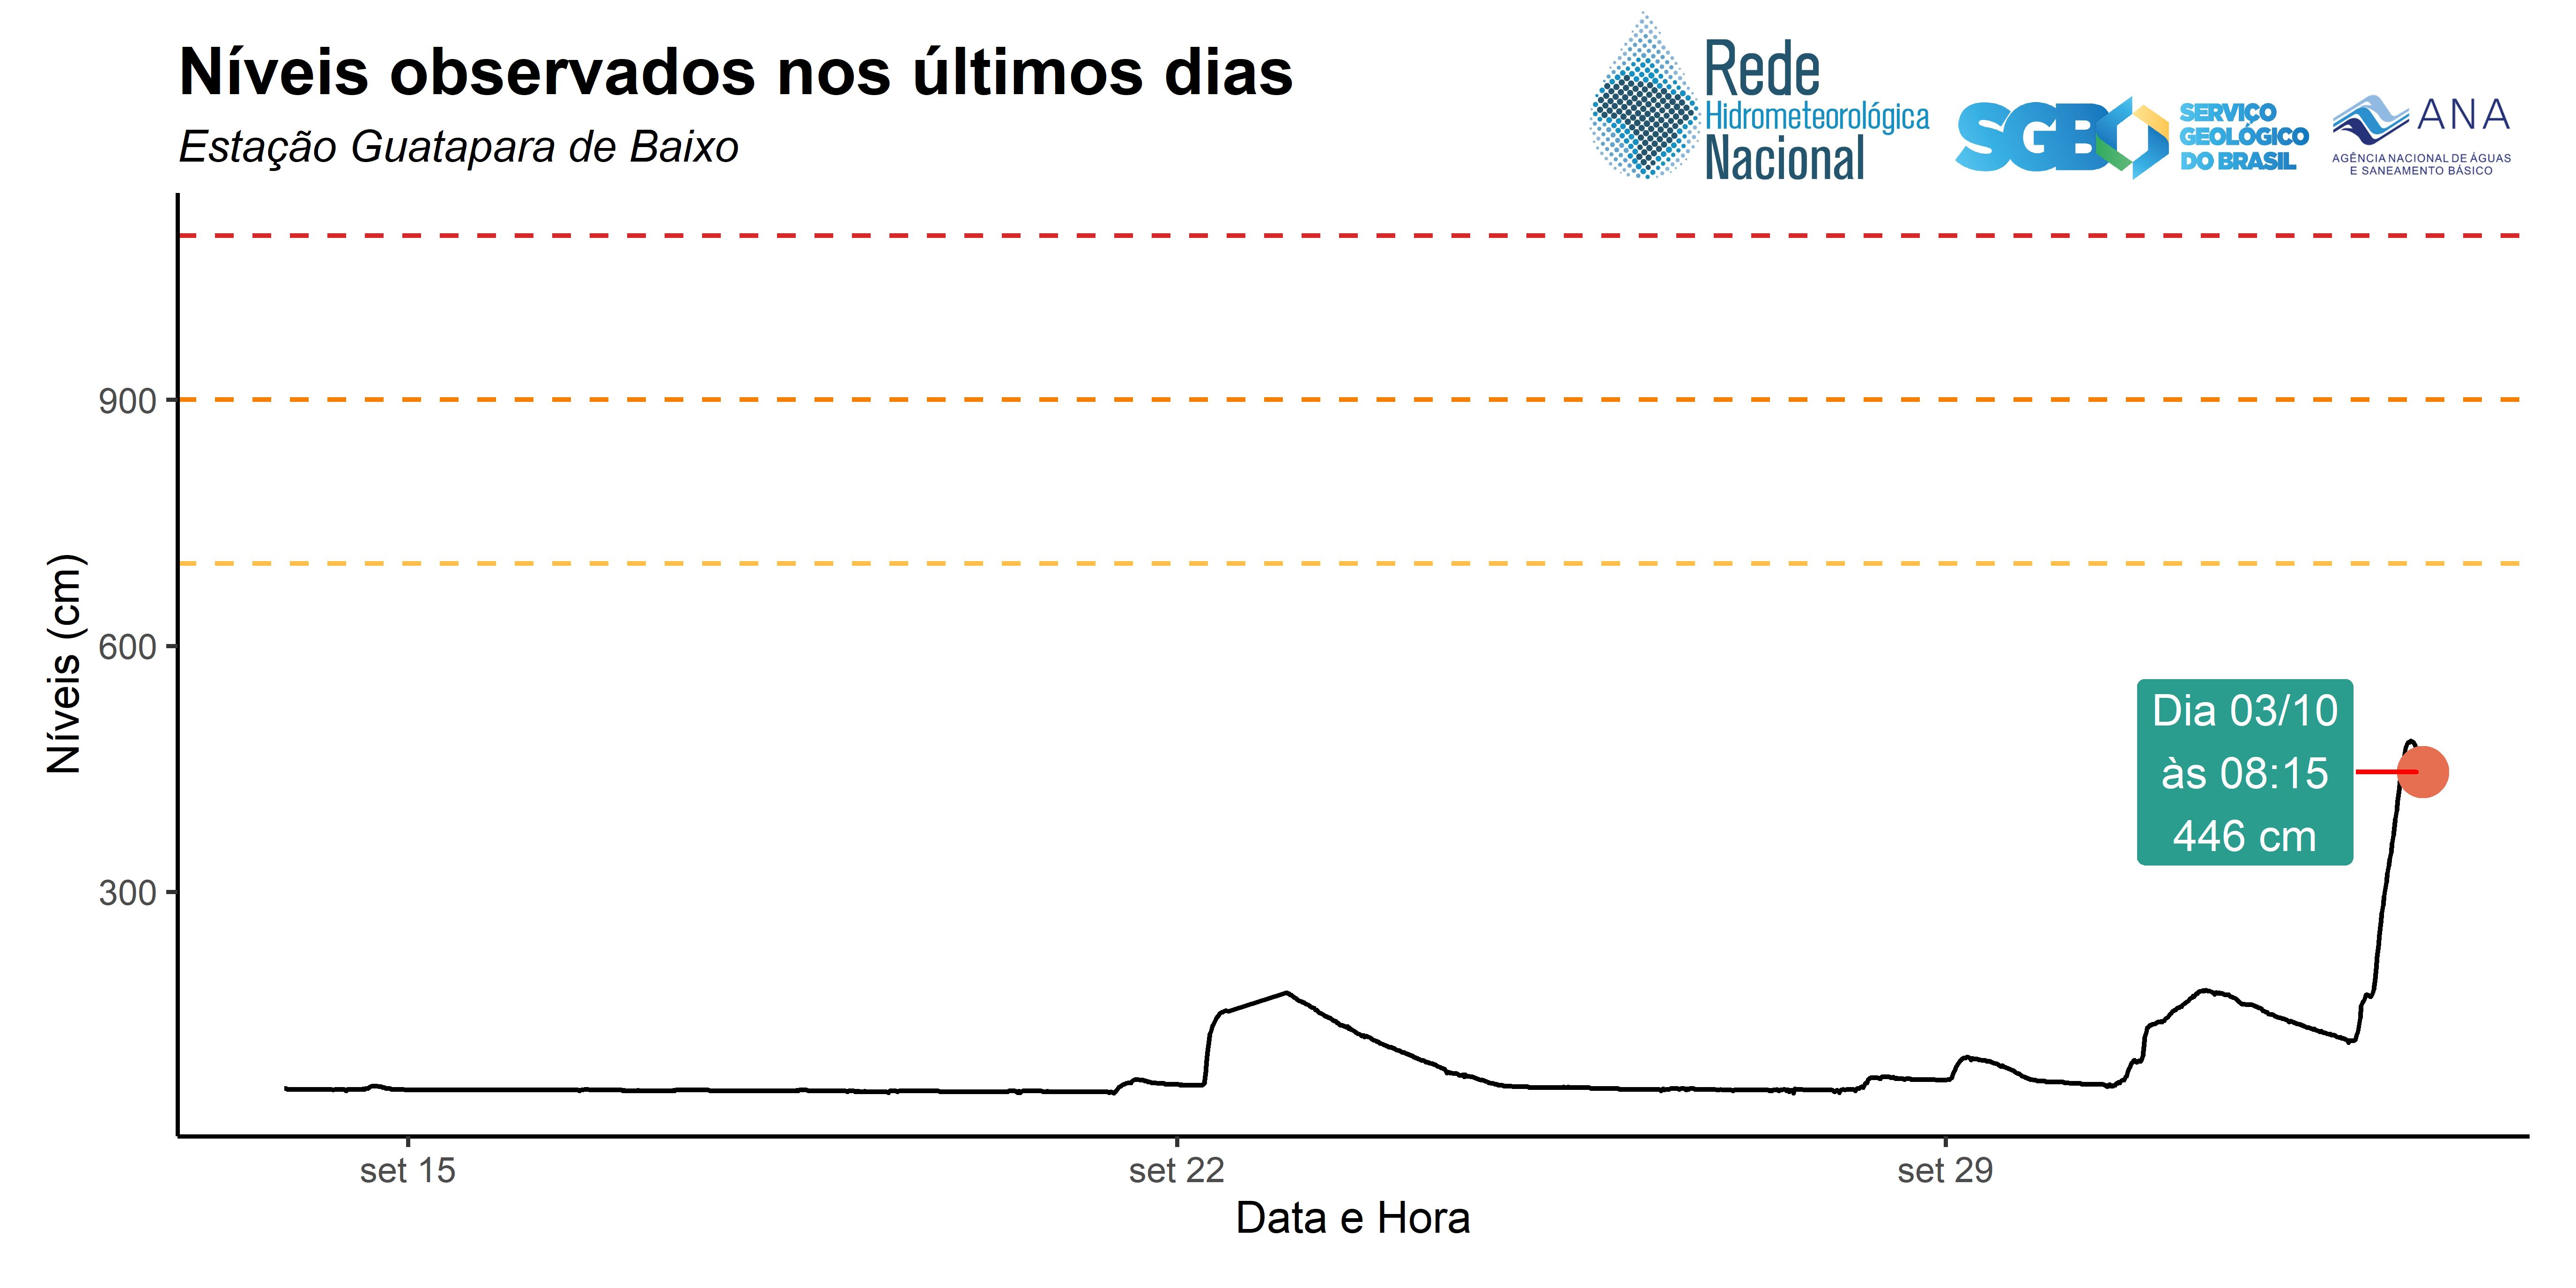 Níveis observados nos últimos dias
Estação Guatapara de Baixo
Rede
Hidrometeorológica
Nacional
SGB
SERVIÇO
GEOLÓGICO
DO BRASIL
ANA
AGÊNCIA NACIONAL DE ÁGUAS
E SANEAMENTO BÁSICO
Níveis (cm)
900
600
300
Dia 03/10
às 08:15
446 cm
set 15
set 22
set 29
Data e Hora